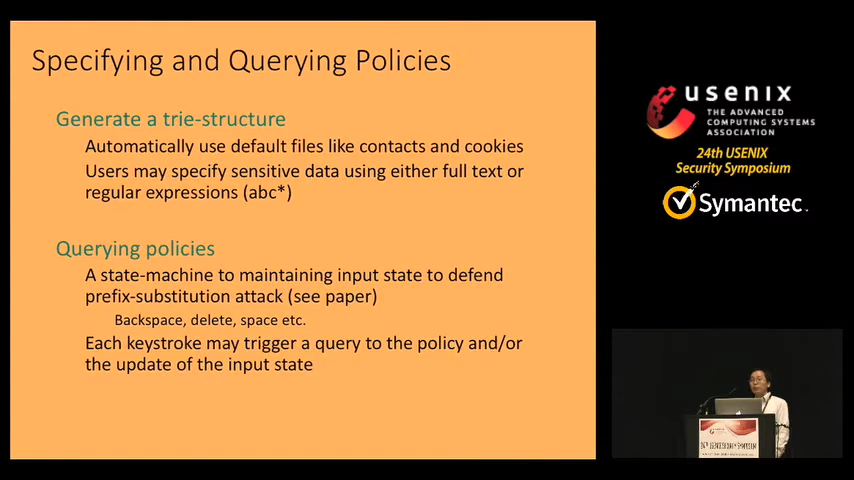 Specifying and Querying Policies
Generate a trie-structure
Automatically use default files like contacts and cookies
Users may specify sensitive data using either full text or
regular expressions (abc*)
Querying policies
A state-machine to maintaining input state to defend
prefix-substitution attack (see paper)
Backspace, delete, space etc.
Each keystroke may trigger a query to the policy and/or
the update of the input state
usenix
THE ADVANCED
COMPUTING SYSTEMS
ASSOCIATION
24th USENIX
Security Symposium
Symantec.